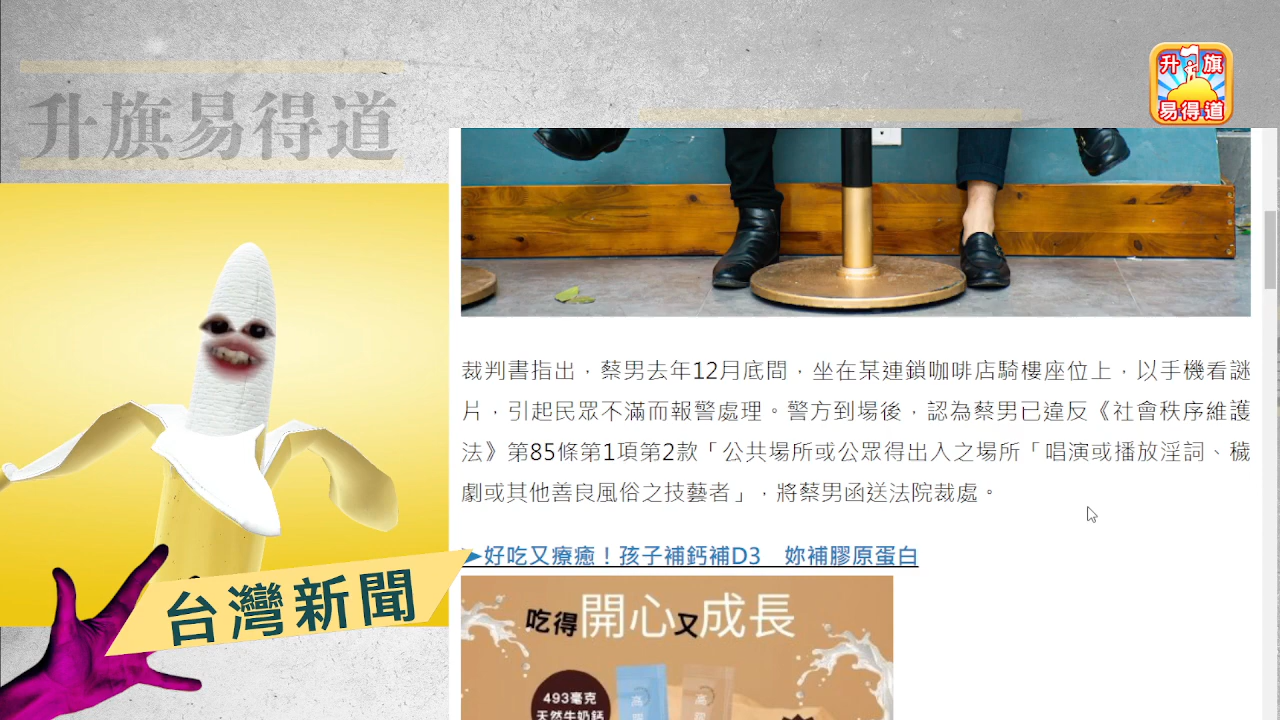 升旗易得道
升旗
易得道
裁判書指出，蔡男去年12月底間，坐在某連鎖咖啡店騎樓座位上，以手機看謎
片，引起民眾不滿而報警處理。警方到場後，認為蔡男已違反《社會秩序維護
法》第85條第1項第2款「公共場所或公眾得出入之場所「唱演或播放淫詞、穢
劇或其他善良風俗之技藝者」，將蔡男函送法院裁處。
►好吃又療癒！孩子補鈣補D3　妳補膠原蛋白
台灣新聞
吃得開心又成長
493毫克
天然牛奶鈣